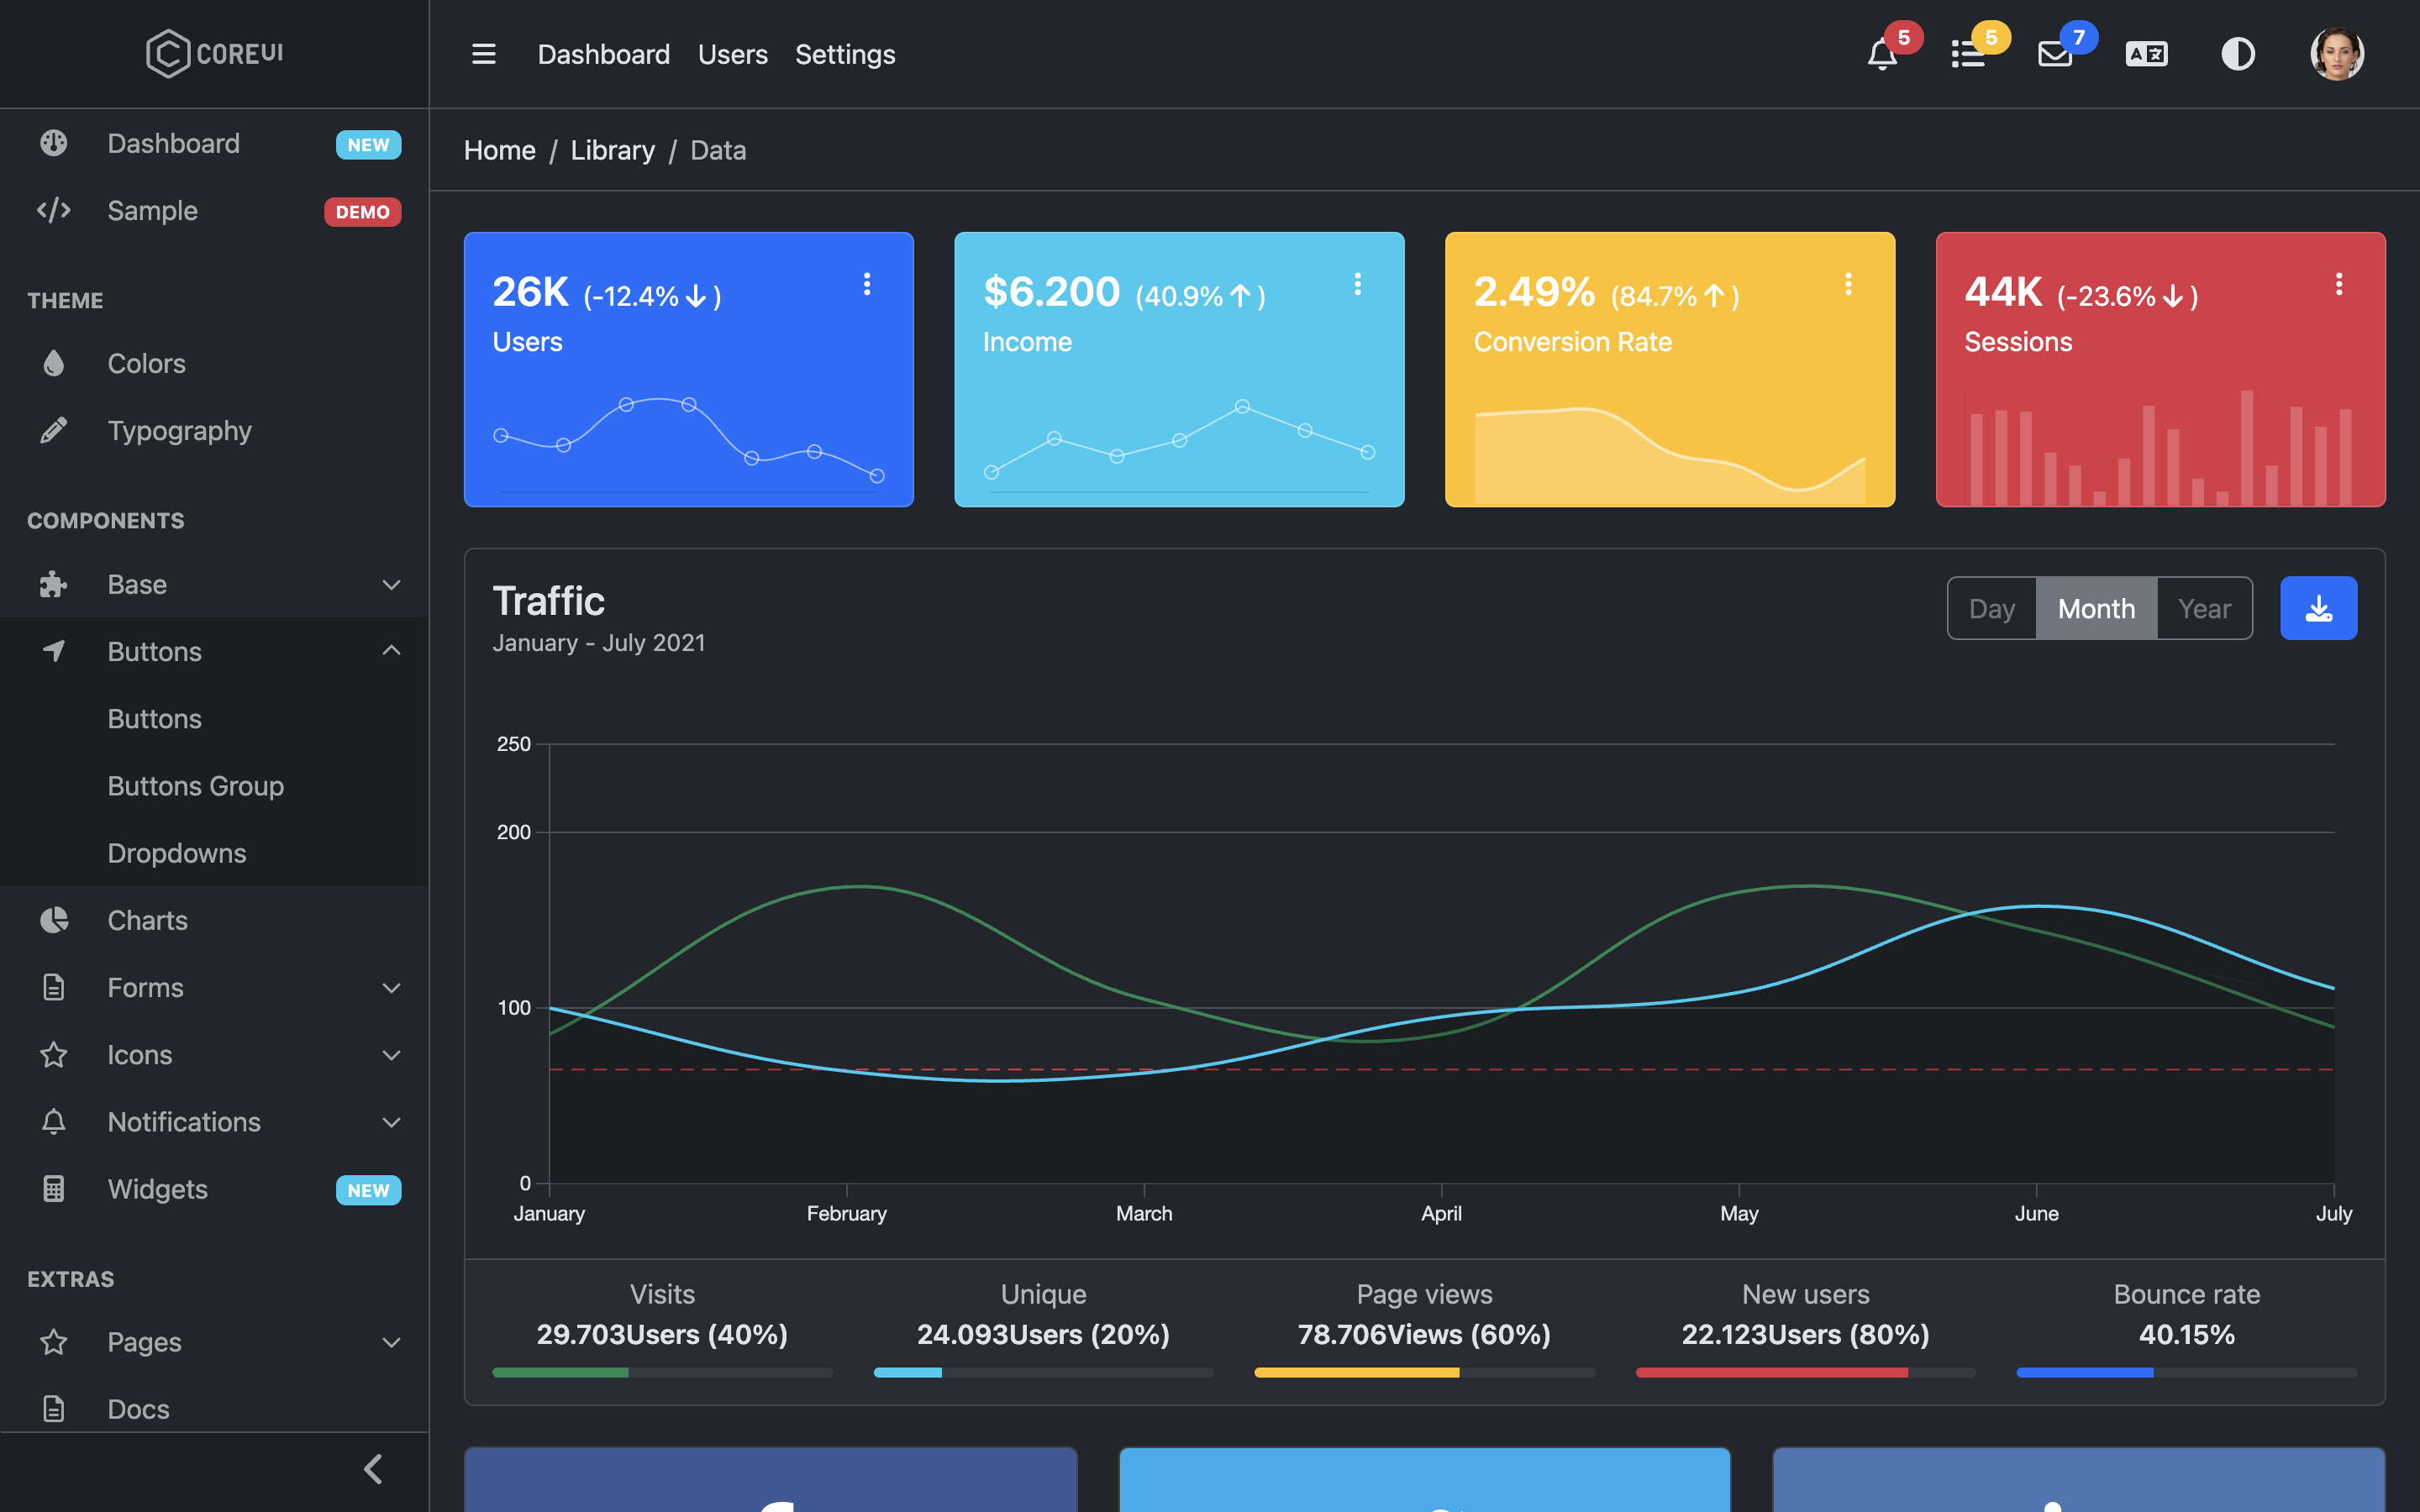 COREUI
Dashboard Users Settings
5 5 7
A
Dashboard NEW
Sample DEMO
THEME
Colors
Typography
COMPONENTS
Base
Buttons
Buttons
Buttons Group
Dropdowns
Charts
Forms
Icons
Notifications
Widgets NEW
EXTRAS
Pages
Docs
Home / Library / Data
26K (-12.4% )
Users
$6.200 (40.9% )
Income
2.49% (84.7% )
Conversion Rate
44K (-23.6% )
Sessions
Traffic
January - July 2021
Day Month Year
250
200
100
0
January February March April May June July
Visits
29.703Users (40%)
Unique
24.093Users (20%)
Page views
78.706Views (60%)
New users
22.123Users (80%)
Bounce rate
40.15%